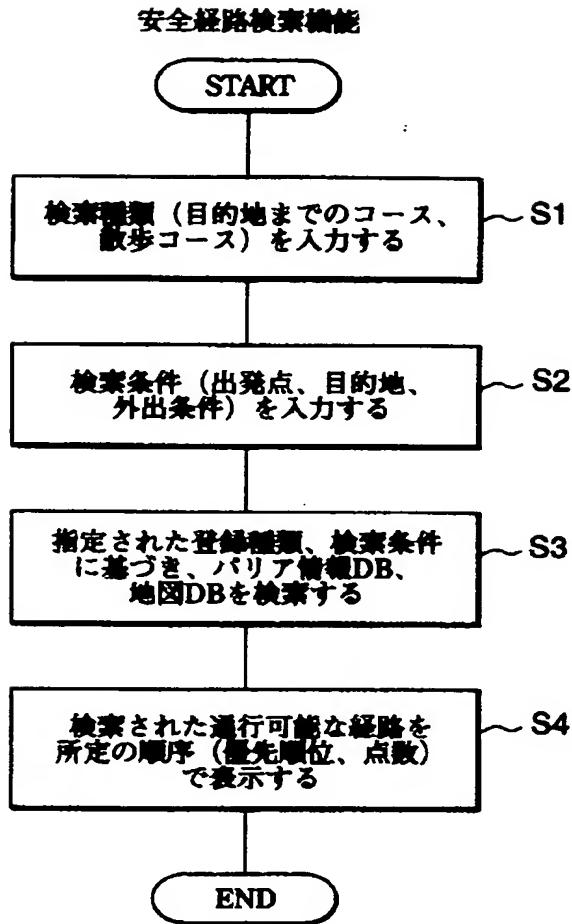 安全経路検索機能
START
検索種類（目的地までのコース、
散歩コース）を入力する
S1
検索条件（出発点、目的地、
外出条件）を入力する
S2
指定された登録種類、検索条件
に基づき、バリア情報DB、
地図DBを検索する
S3
検索された通行可能な経路を
所定の順序（優先順位、点数）
で表示する
S4
END